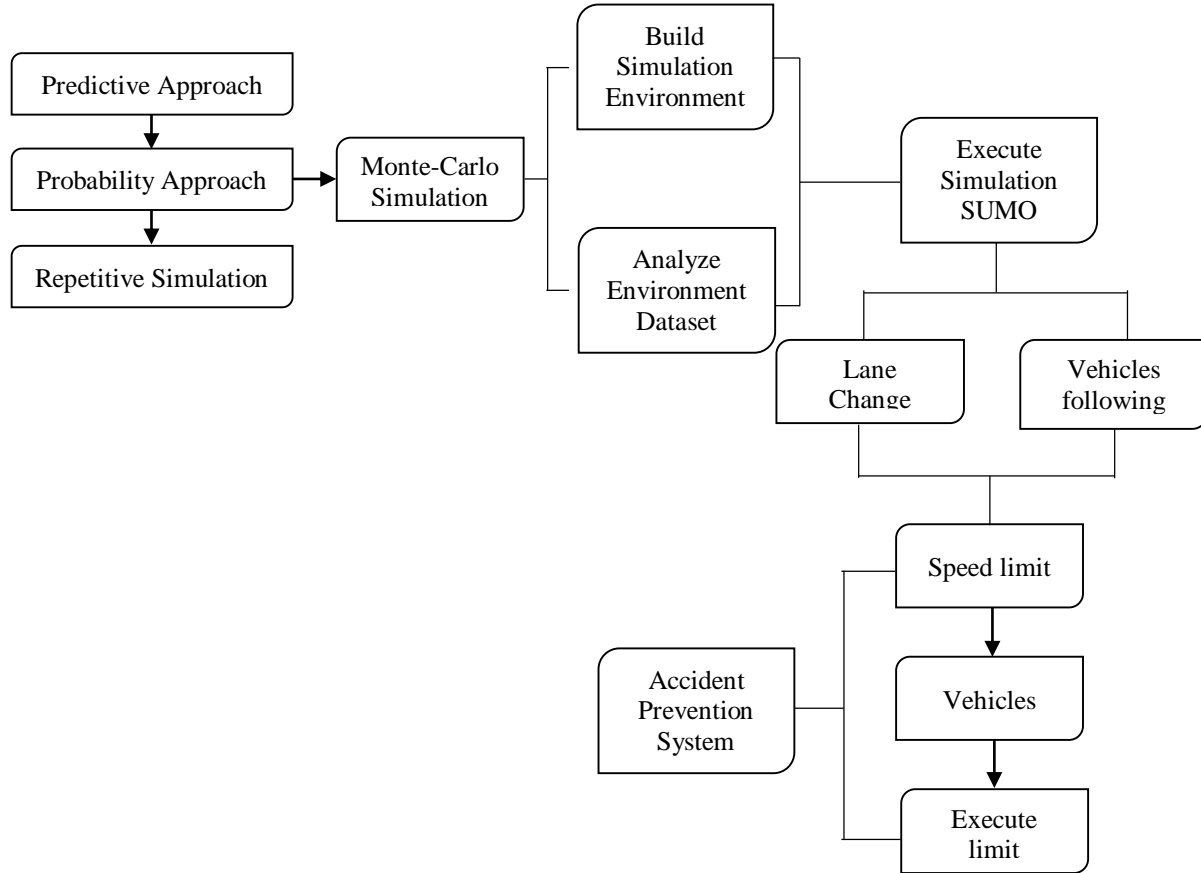 Predictive Approach
Probability Approach
Repetitive Simulation
Monte-Carlo
Simulation
Build
Simulation
Environment
Analyze
Environment
Dataset
Execute
Simulation
SUMO
Lane
Change
Vehicles
following
Speed limit
Vehicles
Execute
limit
Accident
Prevention
System